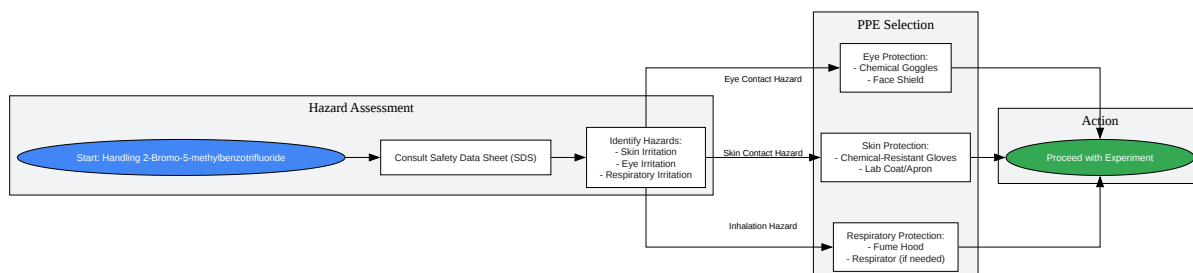 Hazard Assessment
Start: Handling 2-Bromo-5-methylbenzotrifluoride
Consult Safety Data Sheet (SDS)
Identify Hazards:
- Skin Irritation
- Eye Irritation
- Respiratory Irritation
Eye Contact Hazard
Skin Contact Hazard
Inhalation Hazard
PPE Selection
Eye Protection:
- Chemical Goggles
- Face Shield
Skin Protection:
- Chemical-Resistant Gloves
- Lab Coat/Apron
Respiratory Protection:
- Fume Hood
- Respirator (if needed)
Action
Proceed with Experiment